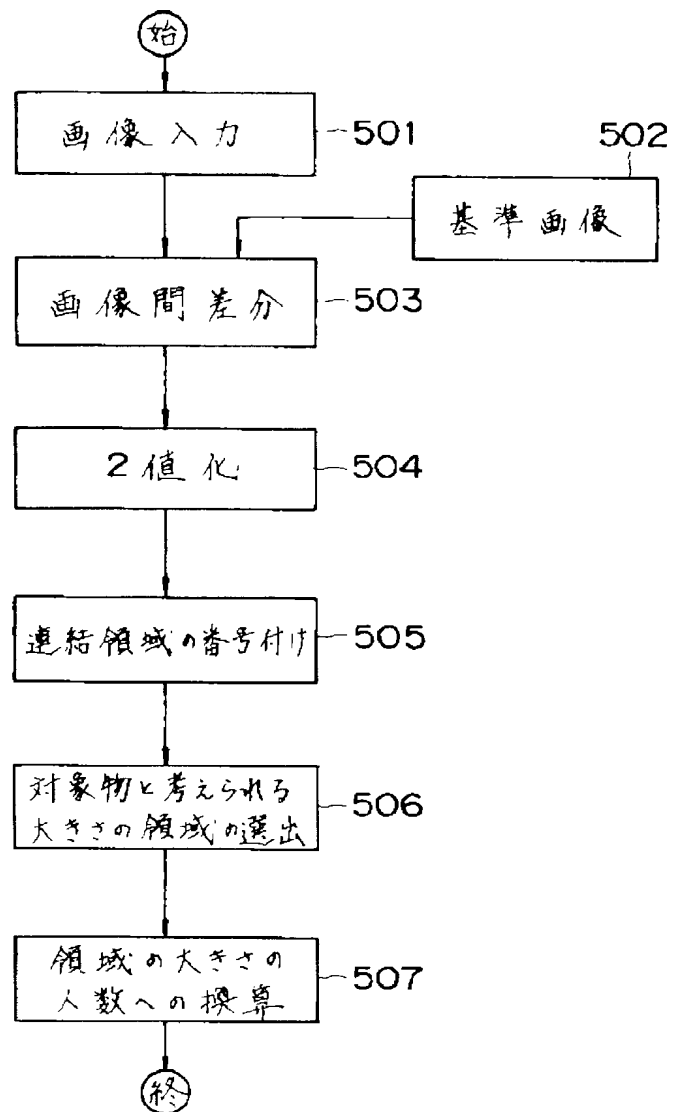 始
画像入力
501
502
基準画像
画像間差分
503
2値化
504
連結領域の番号付け
505
対象物と考えられる
大きさの領域の選出
506
領域の大きさの
人数への換算
507
終